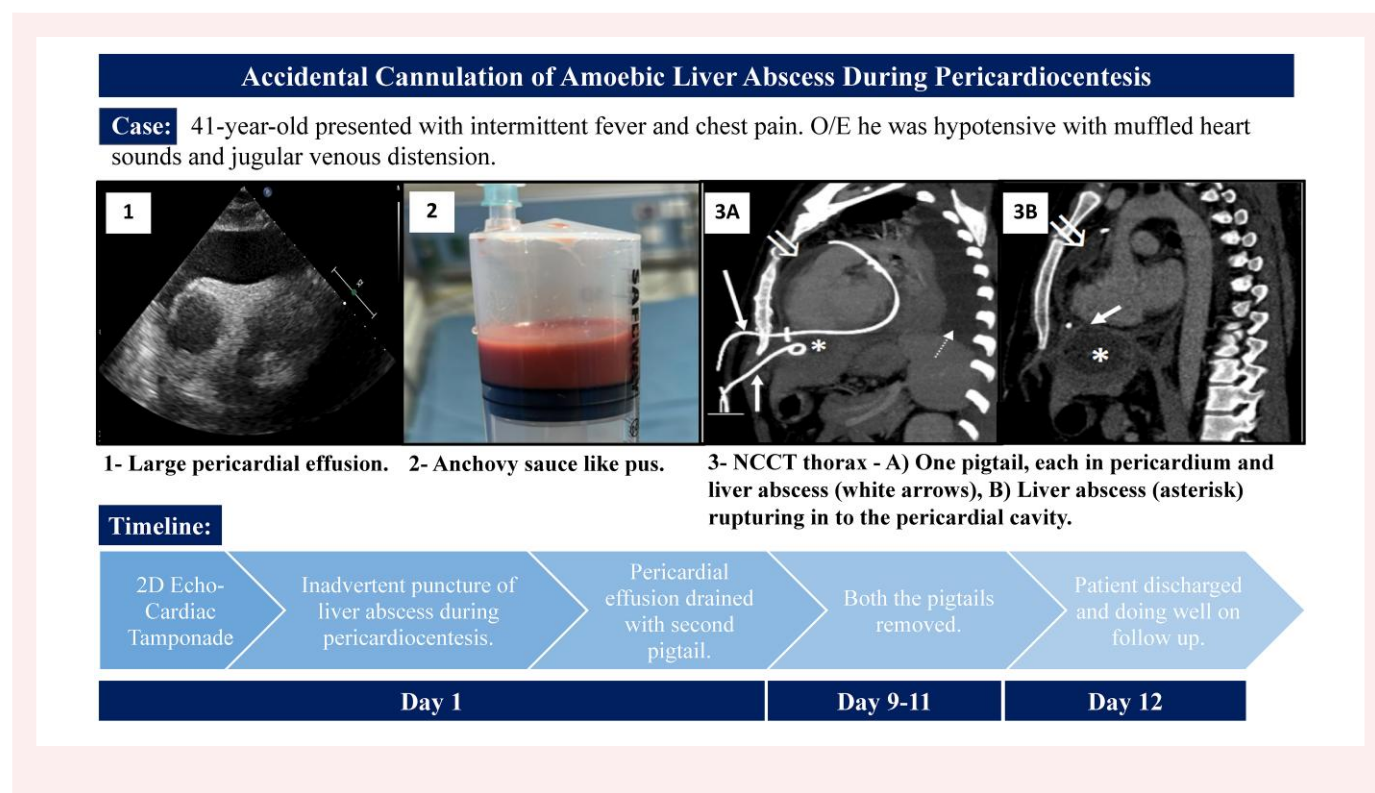 Accidental Cannulation of Amoebic Liver Abscess During Pericardiocentesis
Case: 41-year-old presented with intermittent fever and chest pain. O/E he was hypotensive with muffled heart
sounds and jugular venous distension.
1
2
SAFEWAY
3A
*
3B
*
1- Large pericardial effusion.
2- Anchovy sauce like pus.
3- NCCT thorax - A) One pigtail, each in pericardium and
liver abscess (white arrows), B) Liver abscess (asterisk)
rupturing in to the pericardial cavity.
Timeline:
2D Echo-
Cardiac
Tamponade
Inadvertent puncture of
liver abscess during
pericardiocentesis.
Pericardial
effusion drained
with second
pigtail.
Both the pigtails
removed.
Patient discharged
and doing well on
follow up.
Day 1
Day 9-11
Day 12